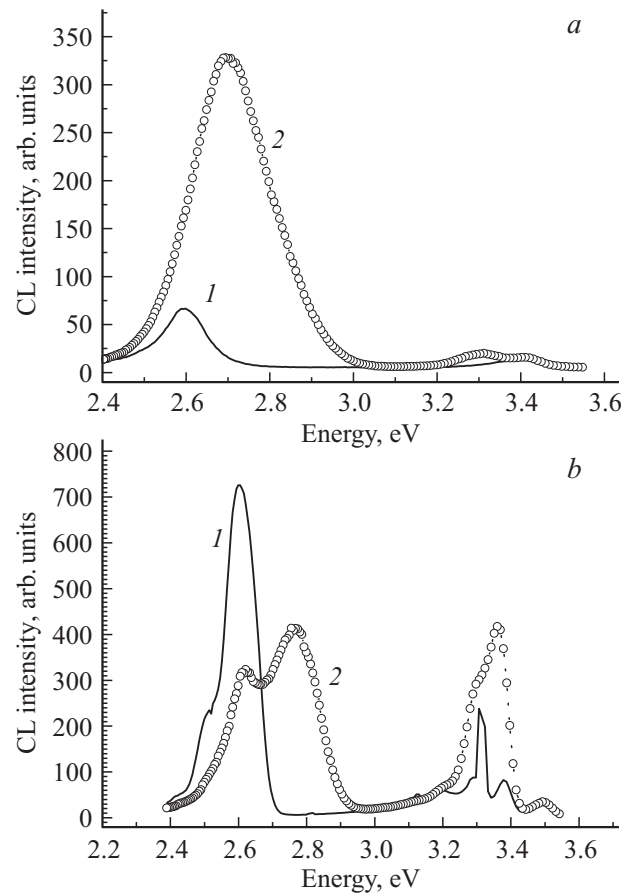 a
350
300
250
200
150
100
50
0
CL intensity, arb. units
2
1
2.4 2.6 2.8 3.0 3.2 3.4 3.6
Energy, eV
b
800
700
600
500
400
300
200
100
0
CL intensity, arb. units
1
2
2.2 2.4 2.6 2.8 3.0 3.2 3.4 3.6
Energy, eV